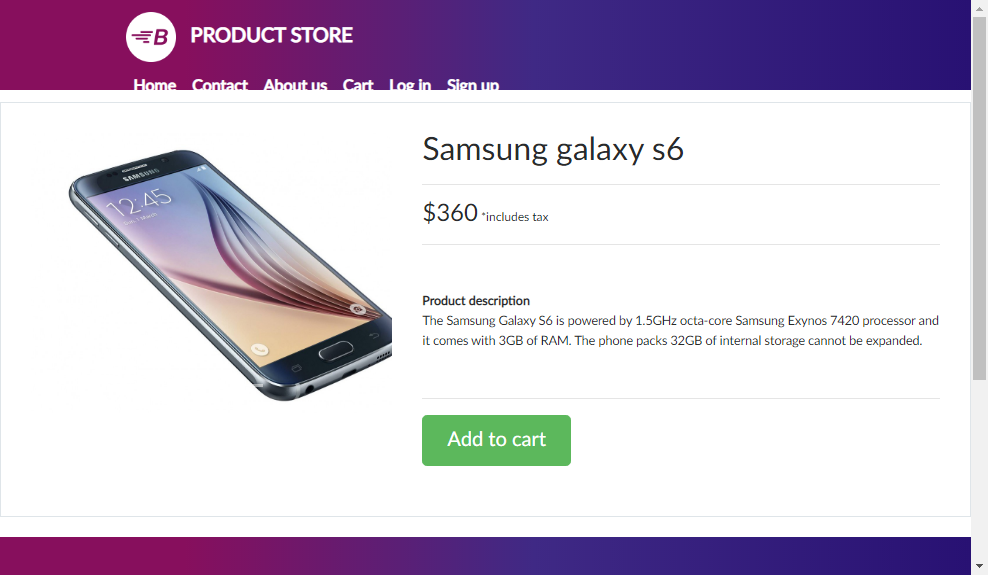 B
PRODUCT STORE
Home Contact About us Cart Log in Sign up
SAMSUNG
12:45
Samsung galaxy s6
$360 *includes tax
Product description
The Samsung Galaxy S6 is powered by 1.5GHz octa-core Samsung Exynos 7420 processor and
it comes with 3GB of RAM. The phone packs 32GB of internal storage cannot be expanded.
Add to cart